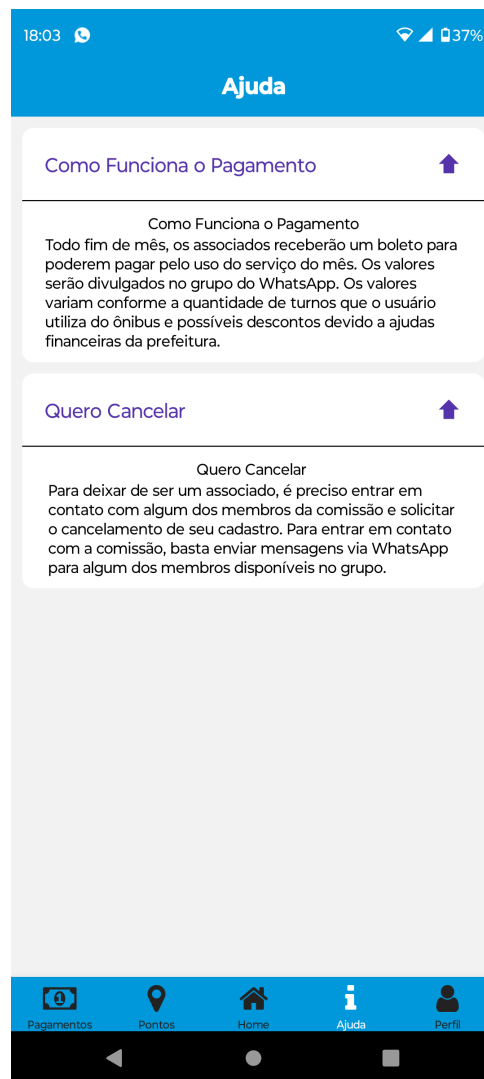 18:03
37%
Ajuda
Como Funciona o Pagamento
Como Funciona o Pagamento
Todo fim de mês, os associados receberão um boleto para
poderem pagar pelo uso do serviço do mês. Os valores
serão divulgados no grupo do WhatsApp. Os valores
variam conforme a quantidade de turnos que o usuário
utiliza do ônibus e possíveis descontos devido a ajudas
financeiras da prefeitura.
Quero Cancelar
Quero Cancelar
Para deixar de ser um associado, é preciso entrar em
contato com algum dos membros da comissão e solicitar
o cancelamento de seu cadastro. Para entrar em contato
com a comissão, basta enviar mensagens via WhatsApp
para algum dos membros disponíveis no grupo.
Pagamentos
Pontos
Home
Ajuda
Perfil